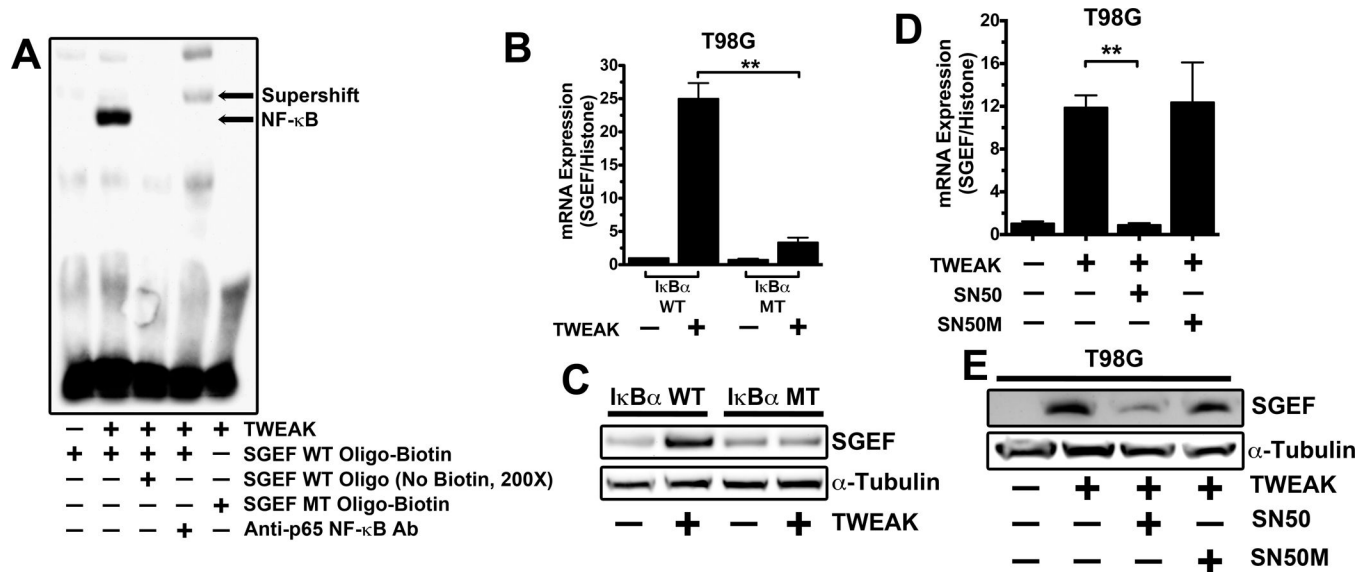 A
Supershift
NF-κB
– + + + + TWEAK
+ + + + – SGEF WT Oligo-Biotin
– – + – – SGEF WT Oligo (No Biotin, 200X)
– – – – + SGEF MT Oligo-Biotin
– – – + – Anti-p65 NF-κB Ab
B
T98G
**
mRNA Expression
(SGEF/Histone)
30
25
20
15
10
5
0
IκBα
WT
IκBα
MT
TWEAK – + – +
C
IκBα WT IκBα MT
SGEF
α-Tubulin
– + – + TWEAK
D
T98G
**
mRNA Expression
(SGEF/Histone)
20
16
12
8
4
0
TWEAK – + + +
SN50 – – + –
SN50M – – – +
E
T98G
SGEF
α-Tubulin
– + + + TWEAK
– – + – SN50
– – – + SN50M